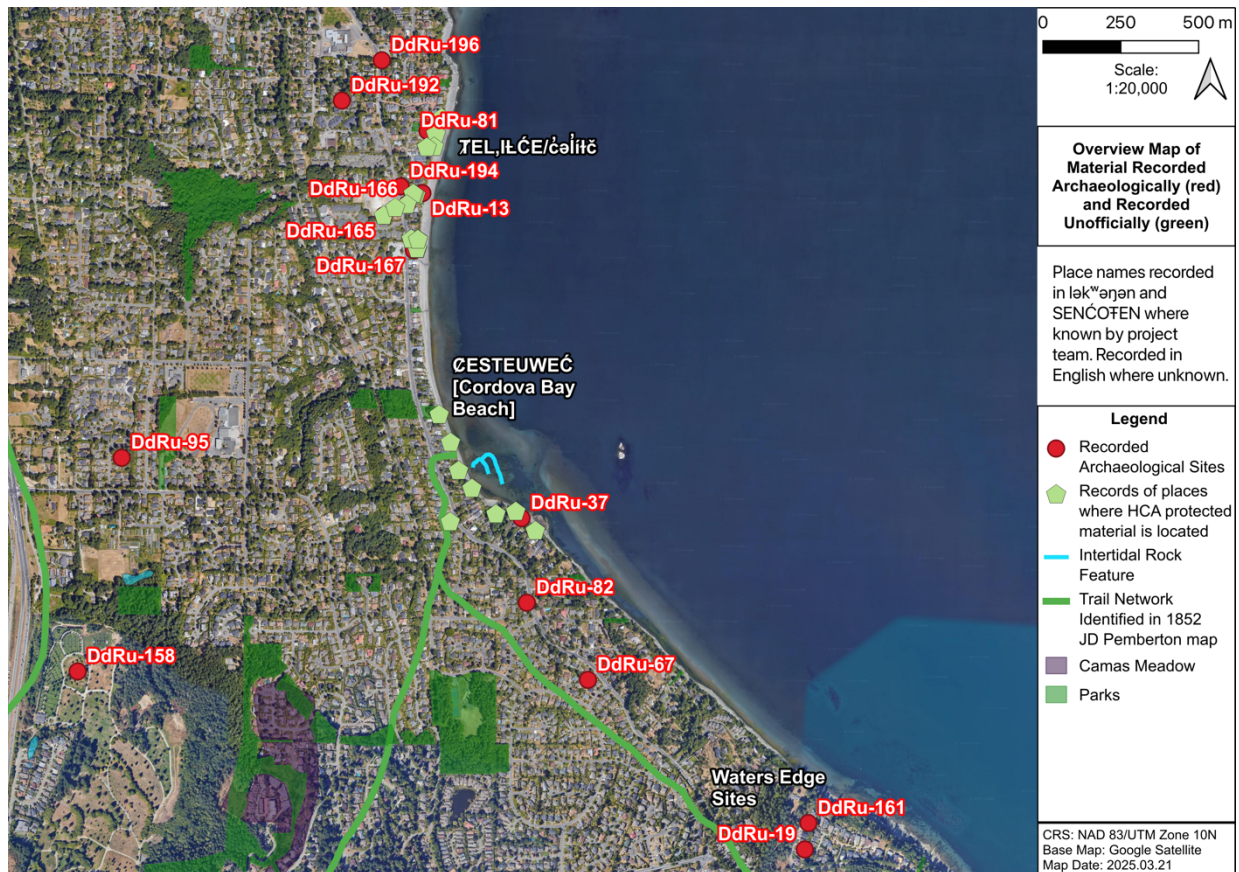 DdRu-196
DdRu-192
DdRu-81
ȾEL,IȽĆE/c̓əl̓íɫč
DdRu-194
DdRu-166
DdRu-13
DdRu-165
DdRu-167
ȻESTEUWEĆ
[Cordova Bay
Beach]
DdRu-95
DdRu-37
DdRu-82
DdRu-158
DdRu-67
Waters Edge
Sites
DdRu-161
DdRu-19
0 250 500 m
Scale:
1:20,000
Overview Map of
Material Recorded
Archaeologically (red)
and Recorded
Unofficially (green)
Place names recorded
in lək̓ʷəŋən and
SENĆOŦEN where
known by project
team. Recorded in
English where unknown.
Legend
Recorded
Archaeological Sites
Records of places
where HCA protected
material is located
Intertidal Rock
Feature
Trail Network
Identified in 1852
JD Pemberton map
Camas Meadow
Parks
CRS: NAD 83/UTM Zone 10N
Base Map: Google Satellite
Map Date: 2025.03.21